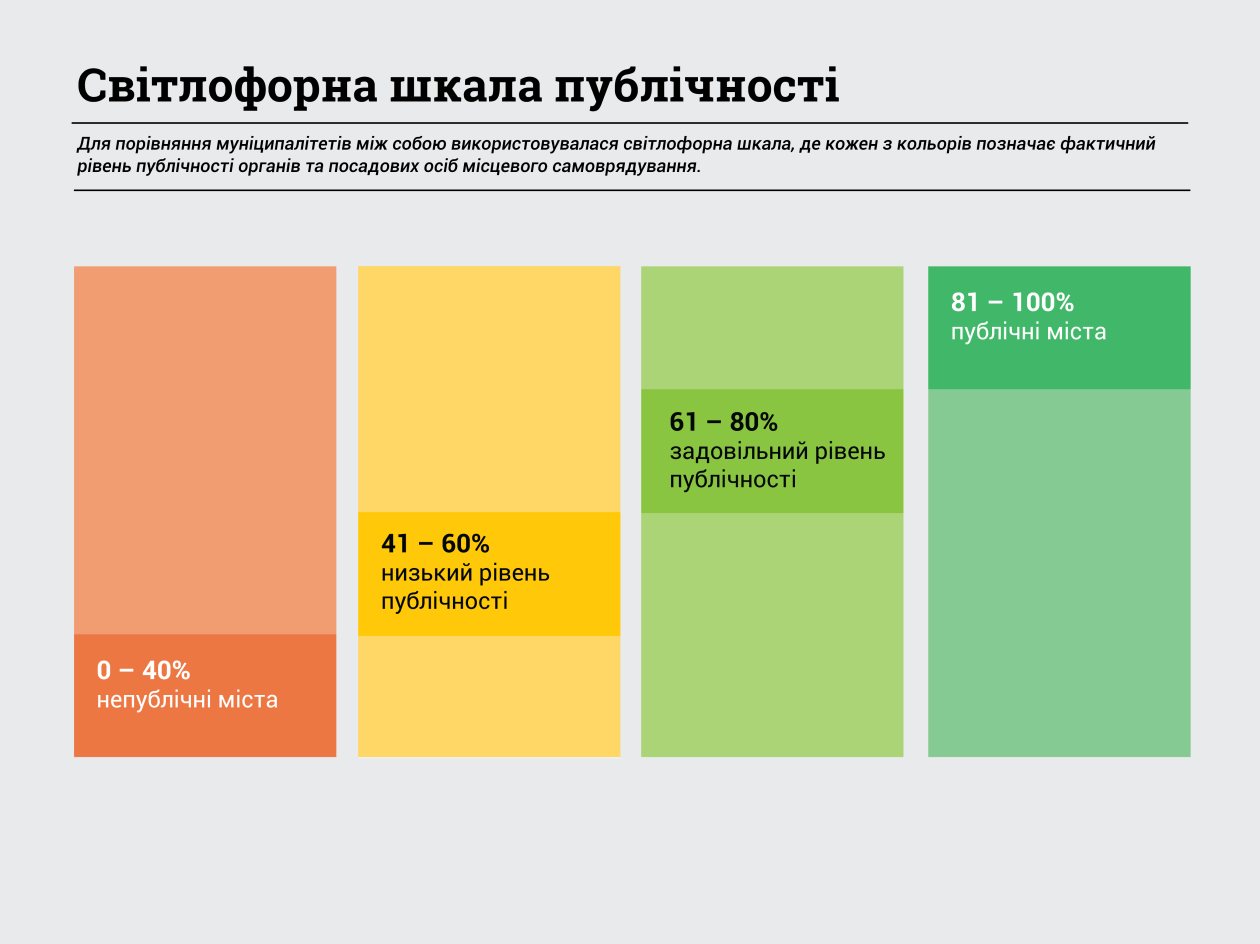 Світлофорна шкала публічності
Для порівняння муніципалітетів між собою використовувалася світлофорна шкала, де кожен з кольорів позначає фактичний
рівень публічності органів та посадових осіб місцевого самоврядування.
0 – 40%
непублічні міста
41 – 60%
низький рівень
публічності
61 – 80%
задовільний рівень
публічності
81 – 100%
публічні міста